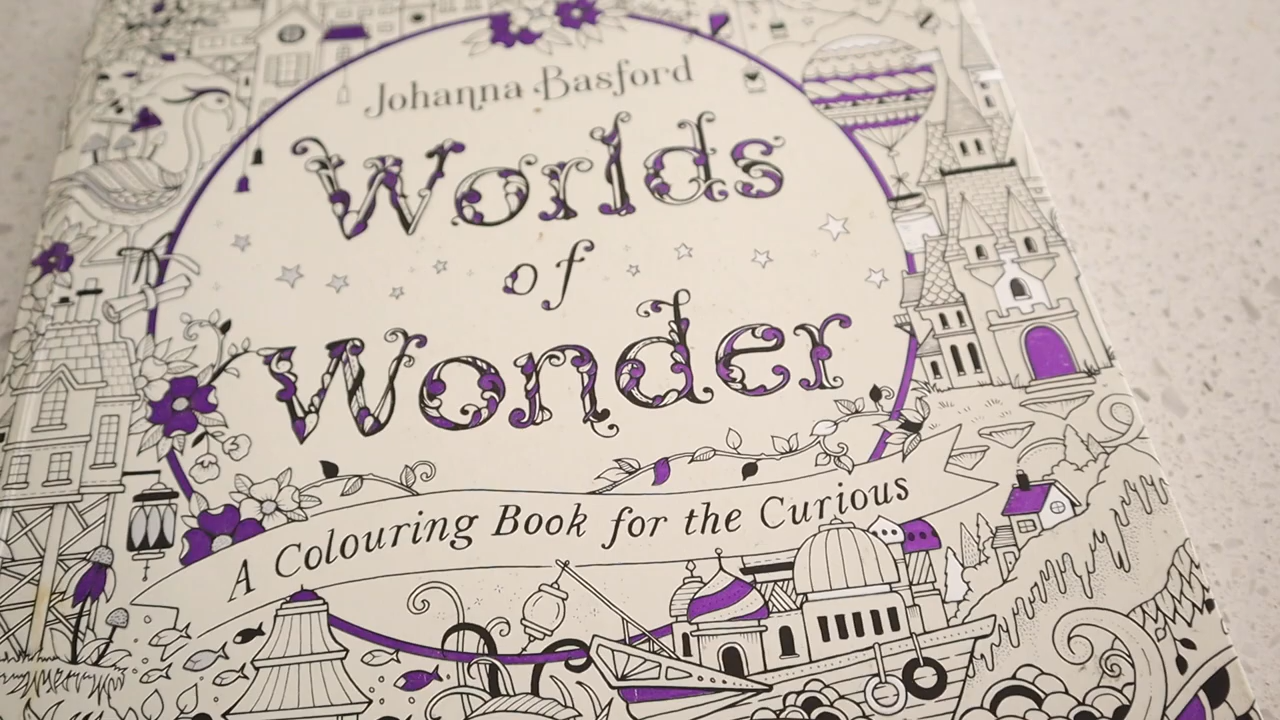 Johanna Basford
Worlds
of
Wonder
A Colouring Book for the Curious